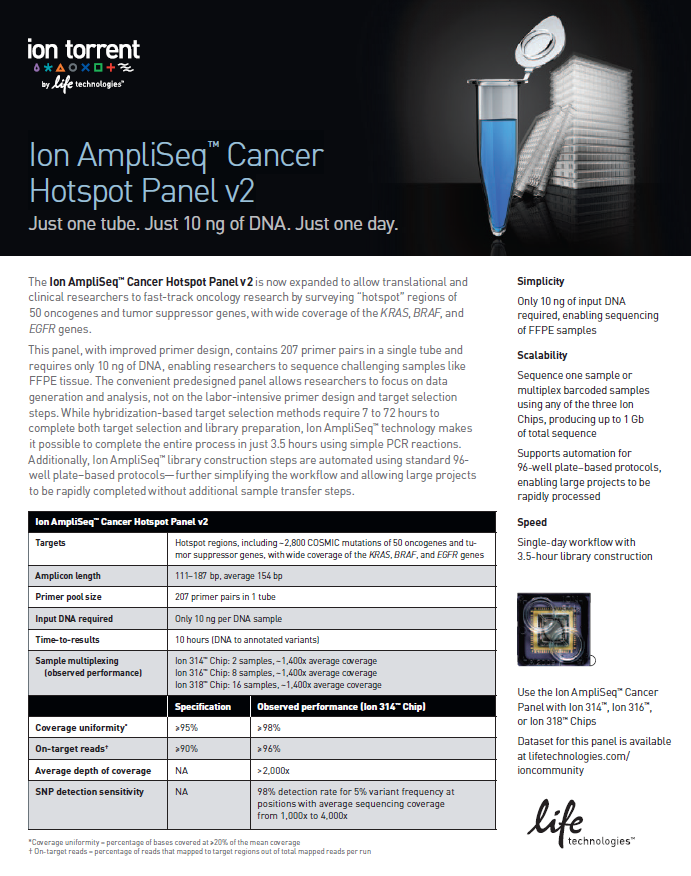 ion torrent
by life technologies™
Ion AmpliSeq™ Cancer
Hotspot Panel v2
Just one tube. Just 10 ng of DNA. Just one day.
The Ion AmpliSeq™ Cancer Hotspot Panel v2 is now expanded to allow translational and
clinical researchers to fast-track oncology research by surveying “hotspot” regions of
50 oncogenes and tumor suppressor genes, with wide coverage of the KRAS, BRAF, and
EGFR genes.
This panel, with improved primer design, contains 207 primer pairs in a single tube and
requires only 10 ng of DNA, enabling researchers to sequence challenging samples like
FFPE tissue. The convenient predesigned panel allows researchers to focus on data
generation and analysis, not on the labor-intensive primer design and target selection
steps. While hybridization-based target selection methods require 7 to 72 hours to
complete both target selection and library preparation, Ion AmpliSeq™ technology makes
it possible to complete the entire process in just 3.5 hours using simple PCR reactions.
Additionally, Ion AmpliSeq™ library construction steps are automated using standard 96-
well plate–based protocols—further simplifying the workflow and allowing large projects
to be rapidly completed without additional sample transfer steps.
Ion AmpliSeq™ Cancer Hotspot Panel v2
Targets Hotspot regions, including ~2,800 COSMIC mutations of 50 oncogenes and tu-
mor suppressor genes, with wide coverage of the KRAS, BRAF, and EGFR genes
Amplicon length 111–187 bp, average 154 bp
Primer pool size 207 primer pairs in 1 tube
Input DNA required Only 10 ng per DNA sample
Time-to-results 10 hours (DNA to annotated variants)
Sample multiplexing Ion 314™ Chip: 2 samples, ~1,400x average coverage
(observed performance) Ion 316™ Chip: 8 samples, ~1,400x average coverage
Ion 318™ Chip: 16 samples, ~1,400x average coverage
Specification Observed performance (Ion 314™ Chip)
Coverage uniformity* ≥95% ≥98%
On-target reads† ≥90% ≥96%
Average depth of coverage NA >2,000x
SNP detection sensitivity NA 98% detection rate for 5% variant frequency at
positions with average sequencing coverage
from 1,000x to 4,000x
*Coverage uniformity = percentage of bases covered at ≥20% of the mean coverage
† On-target reads = percentage of reads that mapped to target regions out of total mapped reads per run
Simplicity
Only 10 ng of input DNA
required, enabling sequencing
of FFPE samples
Scalability
Sequence one sample or
multiplex barcoded samples
using any of the three Ion
Chips, producing up to 1 Gb
of total sequence
Supports automation for
96-well plate–based protocols,
enabling large projects to be
rapidly processed
Speed
Single-day workflow with
3.5-hour library construction
Use the Ion AmpliSeq™ Cancer
Panel with Ion 314™, Ion 316™,
or Ion 318™ Chips
Dataset for this panel is available
at lifetechnologies.com/
ioncommunity
life
technologies™